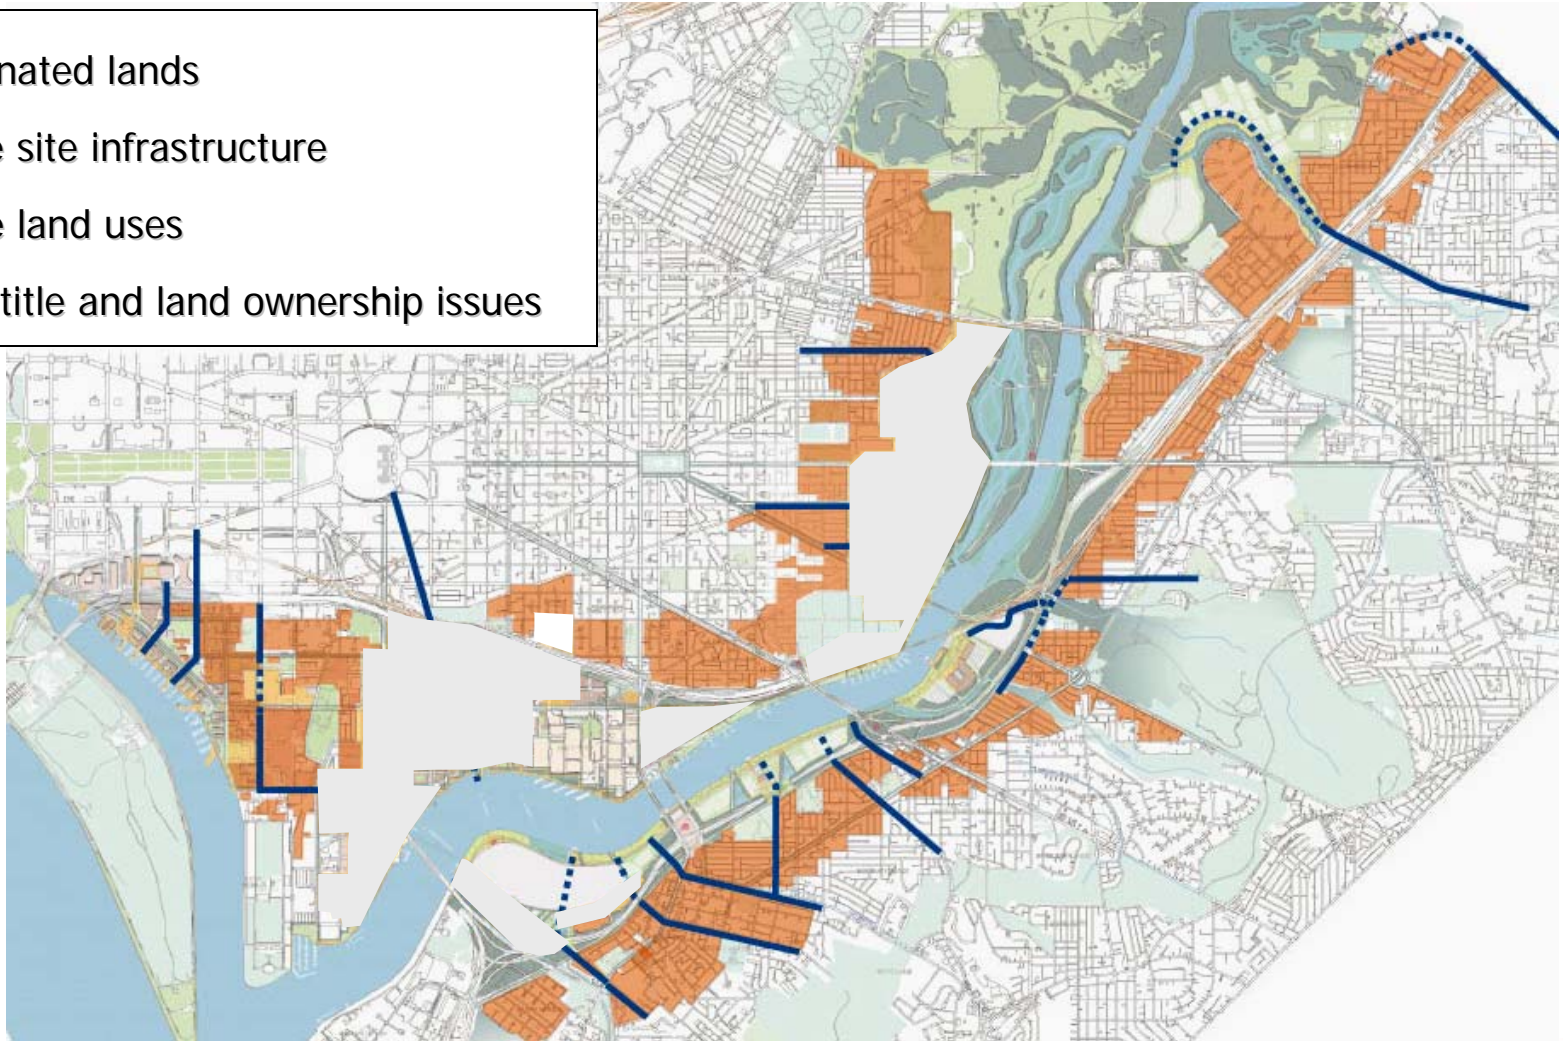 nated lands
e site infrastructure
e land uses
title and land ownership issues